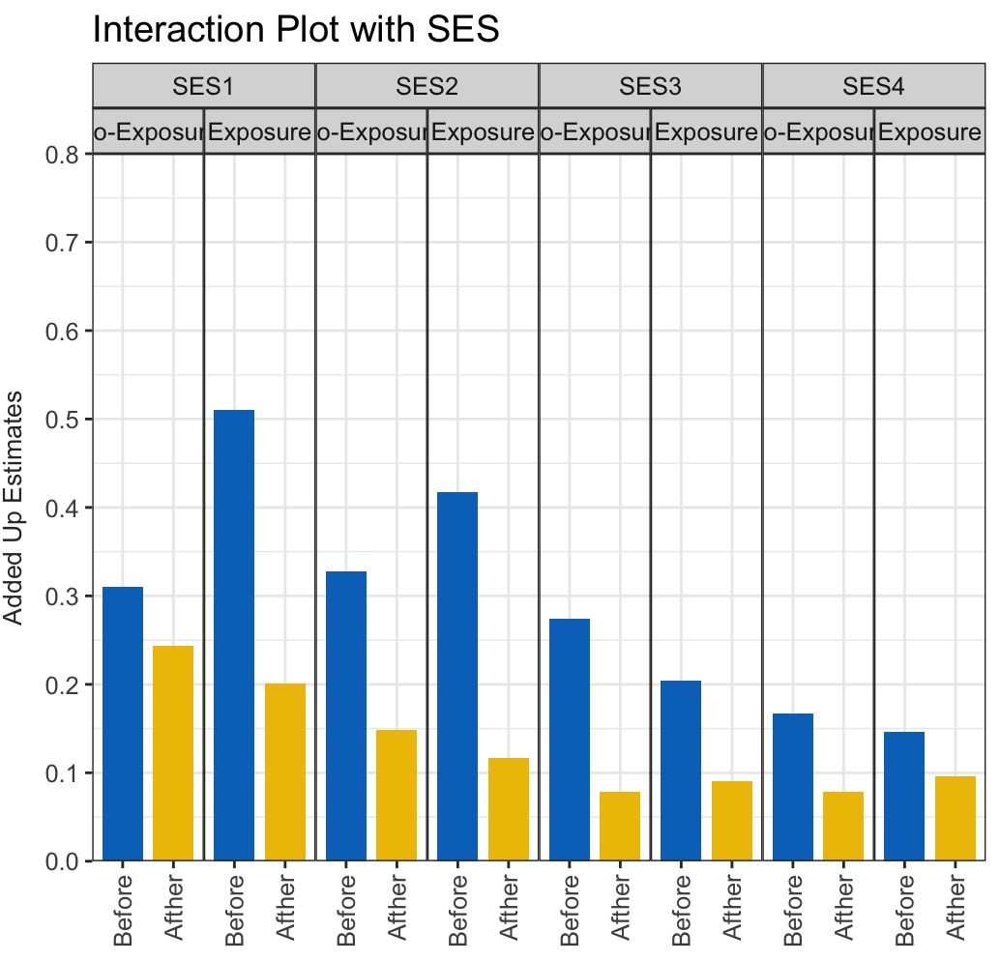 Interaction Plot with SES
SES1 SES2 SES3 SES4
o-Exposur Exposure o-Exposur Exposure o-Exposur Exposure o-Exposur Exposure
Added Up Estimates
0.8
0.7
0.6
0.5
0.4
0.3
0.2
0.1
0.0
Before Afther Before Afther Before Afther Before Afther Before Afther Before Afther Before Afther Before Afther